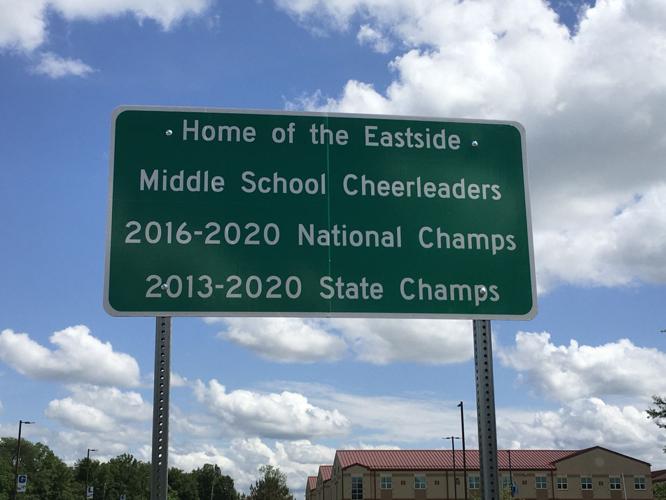 Home of the Eastside
Middle School Cheerleaders
2016-2020 National Champs
2013-2020 State Champs